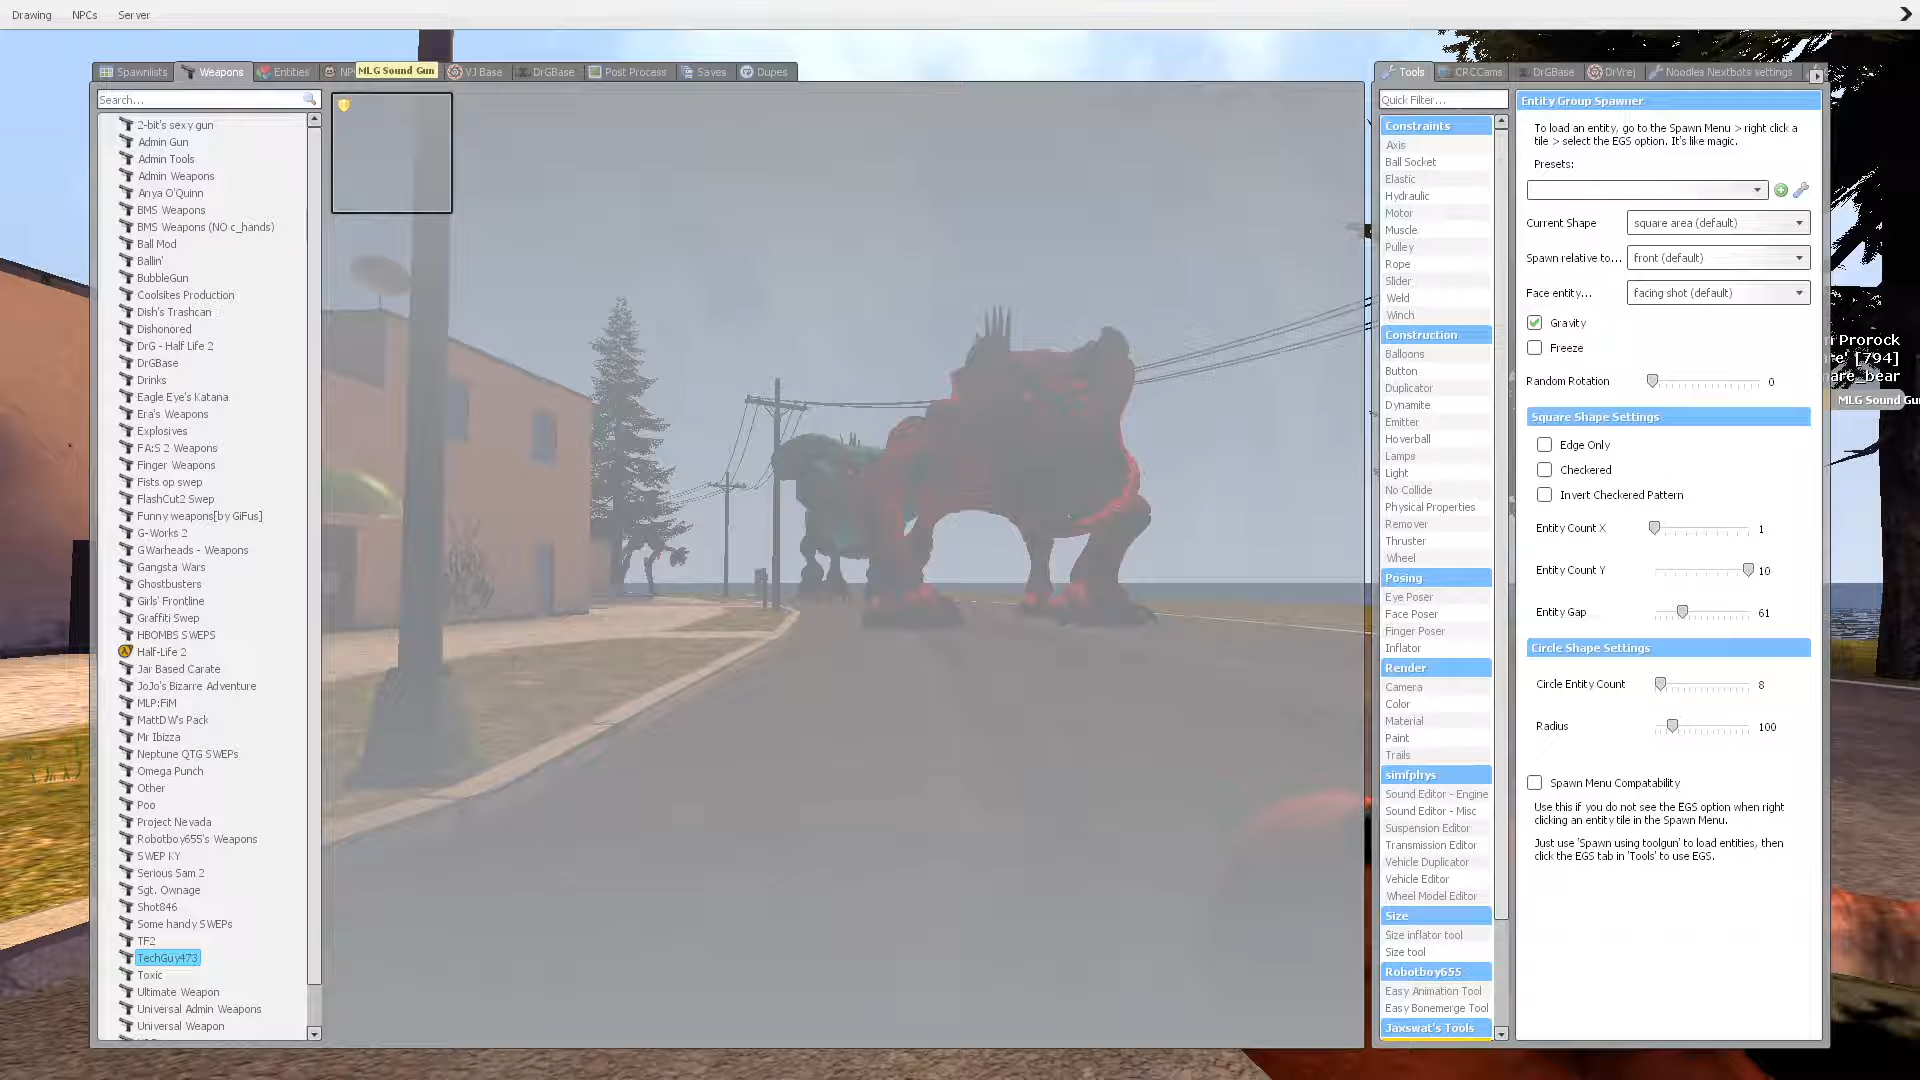 Drawing NPCs Server
Spawnlists Weapons Entities MLG Sound Gun VJ Base DrGBase Post Process Saves Dupes
Search...
2-bit's sexy gun
Admin Gun
Admin Tools
Admin Weapons
Anya O'Quinn
BMS Weapons
BMS Weapons (NO c_hands)
Ball Mod
Ballin'
BubbleGun
Coolsites Production
Dish's Trashcan
Dishonored
DrG - Half Life 2
DrGBase
Drinks
Eagle Eye's Katana
Era's Weapons
Explosives
FA:S 2 Weapons
Finger Weapons
Fists op swep
FlashCut2 Swep
Funny weapons[by GiFus]
G-Works 2
GWarheads - Weapons
Gangsta Wars
Ghostbusters
Girls' Frontline
Graffiti Swep
HBOMBS SWEPS
Half-Life 2
Jar Based Carate
JoJo's Bizarre Adventure
MLP:FiM
MattDW's Pack
Mr Ibizza
Neptune QTG SWEPs
Omega Punch
Other
Poo
Project Nevada
Robotboy655's Weapons
SWEP KY
Serious Sam 2
Sgt. Ownage
Shot846
Some handy SWEPs
TF2
TechGuy473
Toxic
Ultimate Weapon
Universal Admin Weapons
Universal Weapon
Tools CRCCams DrGBase DrVrej Noodles Nextbots settings
Quick Filter...
Constraints
Axis
Ball Socket
Elastic
Hydraulic
Motor
Muscle
Pulley
Rope
Slider
Weld
Winch
Construction
Balloons
Button
Duplicator
Dynamite
Emitter
Hoverball
Lamps
Light
No Collide
Physical Properties
Remover
Thruster
Wheel
Posing
Eye Poser
Face Poser
Finger Poser
Inflator
Render
Camera
Color
Material
Paint
Trails
simfphys
Sound Editor - Engine
Sound Editor - Misc
Suspension Editor
Transmission Editor
Vehicle Duplicator
Vehicle Editor
Wheel Model Editor
Size
Size inflator tool
Size tool
Robotboy655
Easy Animation Tool
Easy Bonemerge Tool
Jaxswat's Tools
Entity Group Spawner
To load an entity, go to the Spawn Menu > right click a
tile > select the EGS option. It's like magic.
Presets:
Current Shape square area (default)
Spawn relative to... front (default)
Face entity... facing shot (default)
Gravity
Freeze
Random Rotation 0
Square Shape Settings
Edge Only
Checkered
Invert Checkered Pattern
Entity Count X 1
Entity Count Y 10
Entity Gap 61
Circle Shape Settings
Circle Entity Count 8
Radius 100
Spawn Menu Compatability
Use this if you do not see the EGS option when right
clicking an entity tile in the Spawn Menu.
Just use 'Spawn using toolgun' to load entities, then
click the EGS tab in 'Tools' to use EGS.
Prorock
[794]
MLG Sound Gun